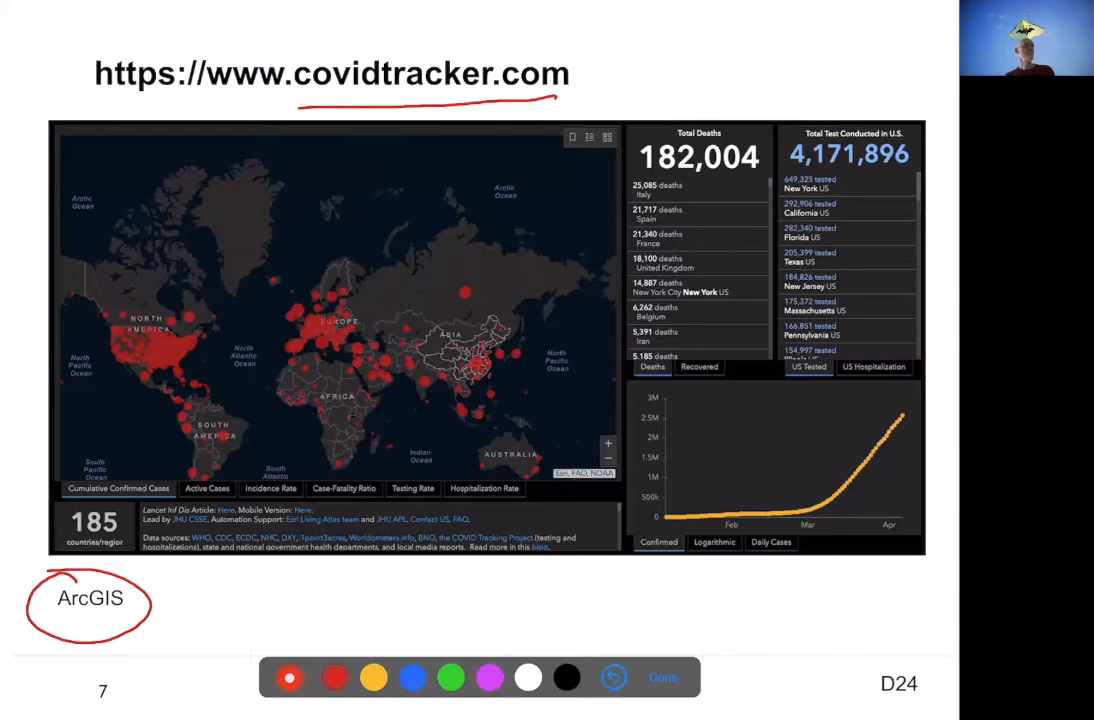 https://www.covidtracker.com
Arctic
Ocean
Arctic
Ocean
NORTH
AMERICA
EUROPE
ASIA
North
Pacific
Ocean
North
Atlantic
Ocean
North
Pacific
Ocean
AFRICA
SOUTH
AMERICA
Indian
Ocean
AUSTRALIA
South
Pacific
Ocean
South
Atlantic
Ocean
+
−
Esri, FAO, NOAA
Cumulative Confirmed Cases Active Cases Incidence Rate Case-Fatality Ratio Testing Rate Hospitalization Rate
185
countries/region
Lancet Inf Dis Article: Here. Mobile Version: Here.
Lead by JHU CSSE. Automation Support: Esri Living Atlas team and JHU APL. Contact US. FAQ.
Data sources: WHO, CDC, ECDC, NHC, DXY, 1point3acres, Worldometers.info, BNO, the COVID Tracking Project (testing and
hospitalizations), state and national government health departments, and local media reports. Read more in this blog.
Total Deaths
182,004
25,085 deaths
Italy
21,717 deaths
Spain
21,340 deaths
France
18,100 deaths
United Kingdom
14,887 deaths
New York City New York US
6,262 deaths
Belgium
5,391 deaths
Iran
5,185 deaths
Deaths Recovered
Total Test Conducted in U.S.
4,171,896
649,325 tested
New York US
292,906 tested
California US
282,340 tested
Florida US
205,399 tested
Texas US
184,826 tested
New Jersey US
175,372 tested
Massachusetts US
166,851 tested
Pennsylvania US
154,997 tested
US Tested US Hospitalization
3M
2.5M
2M
1.5M
1M
500k
0
Feb Mar Apr
Confirmed Logarithmic Daily Cases
ArcGIS
Done
7
D24